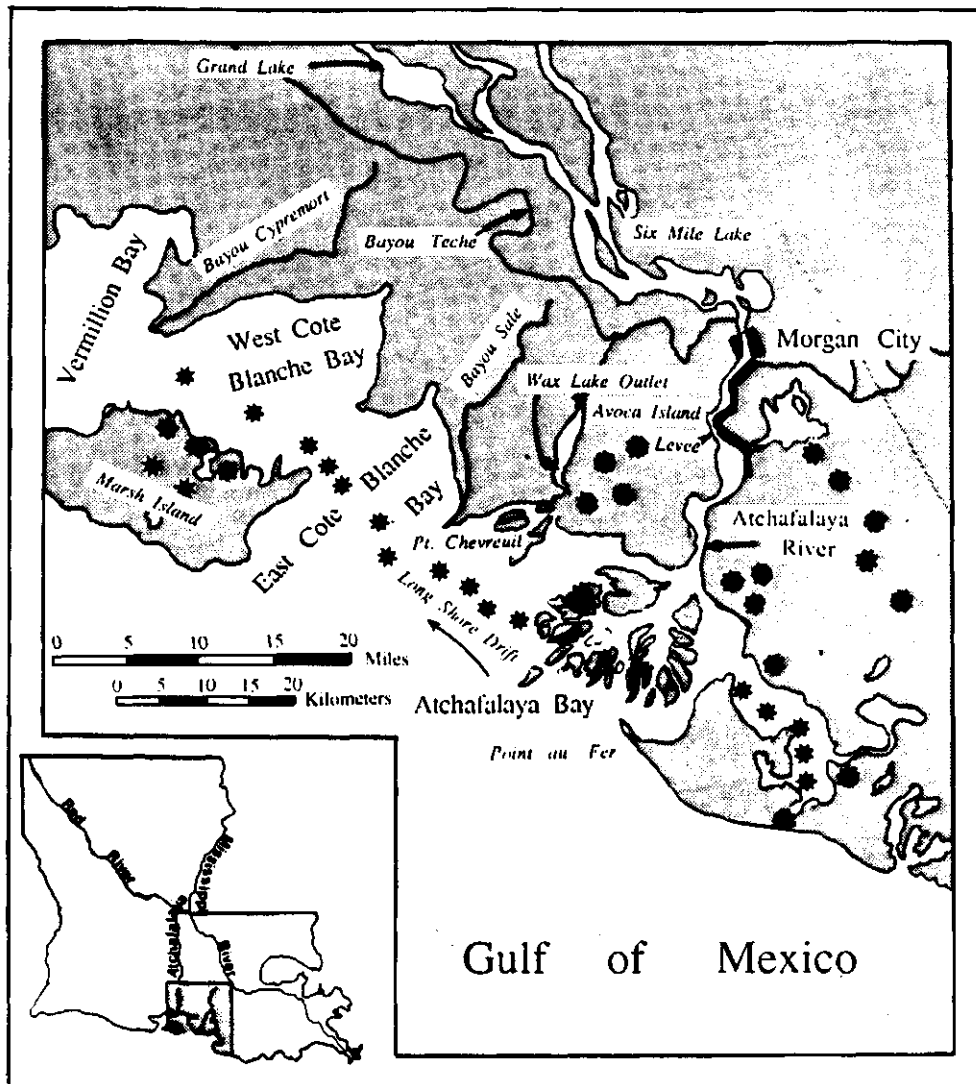 Grand Lake
Bayou Cypremort
Bayou Teche
Six Mile Lake
Vermillion Bay
West Cote
Blanche Bay
Bayou Sale
Morgan City
Wax Lake Outlet
Avoca Island
Levee
Marsh Island
East Cote Blanche
Bay
Pt. Chevreuil
Atchafalaya
River
Long Shore Drift
0 5 10 15 20
Miles
0 5 10 15 20
Kilometers
Atchafalaya Bay
Point au Fer
Red
River
Mississippi
River
Atchafalaya
Gulf of Mexico